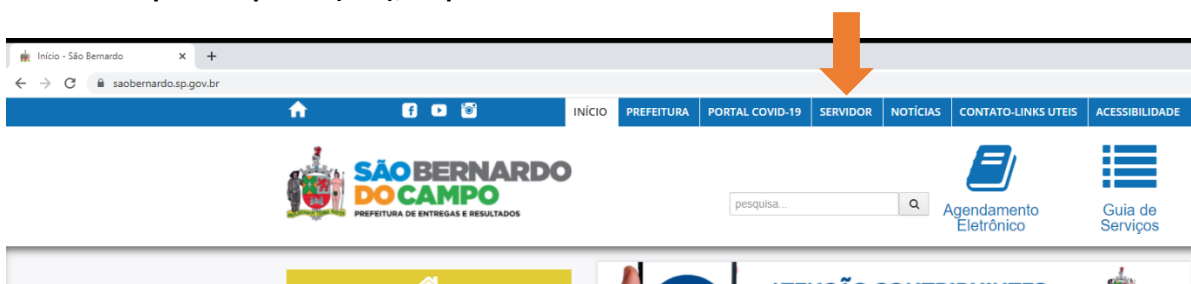 Início - São Bernardo
saobernardo.sp.gov.br
INÍCIO PREFEITURA PORTAL COVID-19 SERVIDOR NOTÍCIAS CONTATO-LINKS UTEIS ACESSIBILIDADE
SÃO BERNARDO
DO CAMPO
PREFEITURA DE ENTREGAS E RESULTADOS
pesquisa...
Agendamento
Eletrônico
Guia de
Serviços